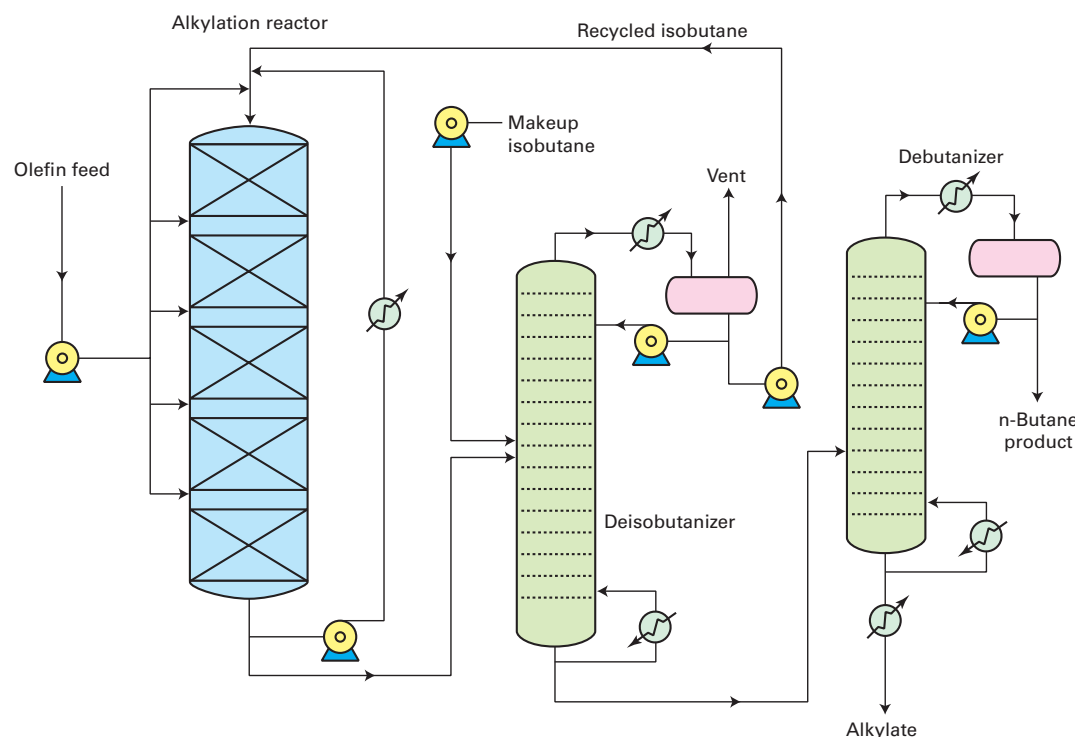 Alkylation reactor
Recycled isobutane
Makeup
isobutane
Olefin feed
Vent
Debutanizer
n-Butane
product
Deisobutanizer
Alkylate